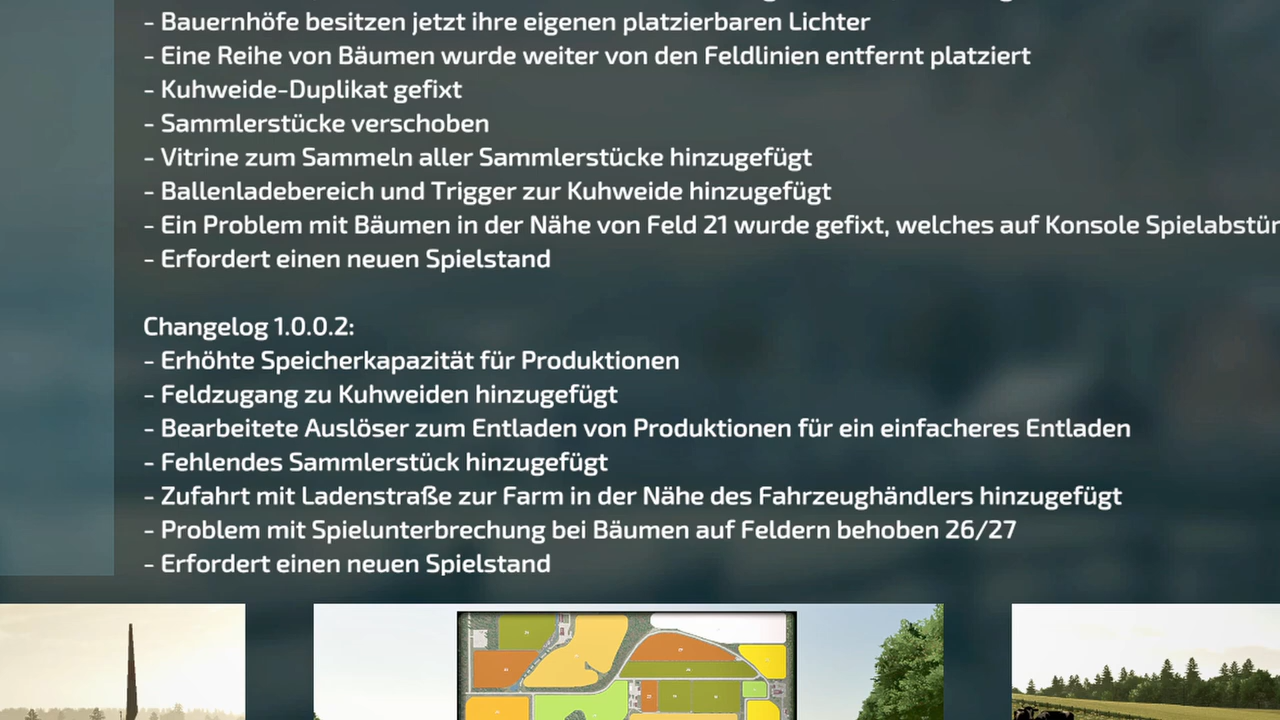 - Bauernhöfe besitzen jetzt ihre eigenen platzierbaren Lichter
- Eine Reihe von Bäumen wurde weiter von den Feldlinien entfernt platziert
- Kuhweide-Duplikat gefixt
- Sammlerstücke verschoben
- Vitrine zum Sammeln aller Sammlerstücke hinzugefügt
- Ballenladebereich und Trigger zur Kuhweide hinzugefügt
- Ein Problem mit Bäumen in der Nähe von Feld 21 wurde gefixt, welches auf Konsole
- Erfordert einen neuen Spielstand
Changelog 1.0.0.2:
- Erhöhte Speicherkapazität für Produktionen
- Feldzugang zu Kuhweiden hinzugefügt
- Bearbeitete Auslöser zum Entladen von Produktionen für ein einfacheres Entladen
- Fehlendes Sammlerstück hinzugefügt
- Zufahrt mit Ladenstraße zur Farm in der Nähe des Fahrzeughändlers hinzugefügt
- Problem mit Spielunterbrechung bei Bäumen auf Feldern behoben 26/27
- Erfordert einen neuen Spielstand